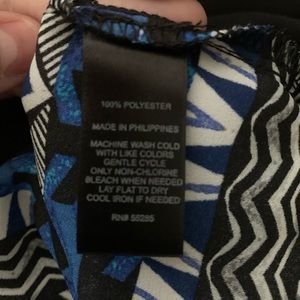 100% POLYESTER
MADE IN PHILIPPINES
MACHINE WASH COLD
WITH LIKE COLORS
GENTLE CYCLE
ONLY NON-CHLORINE
BLEACH WHEN NEEDED
LAY FLAT TO DRY
COOL IRON IF NEEDED
RN# 55285